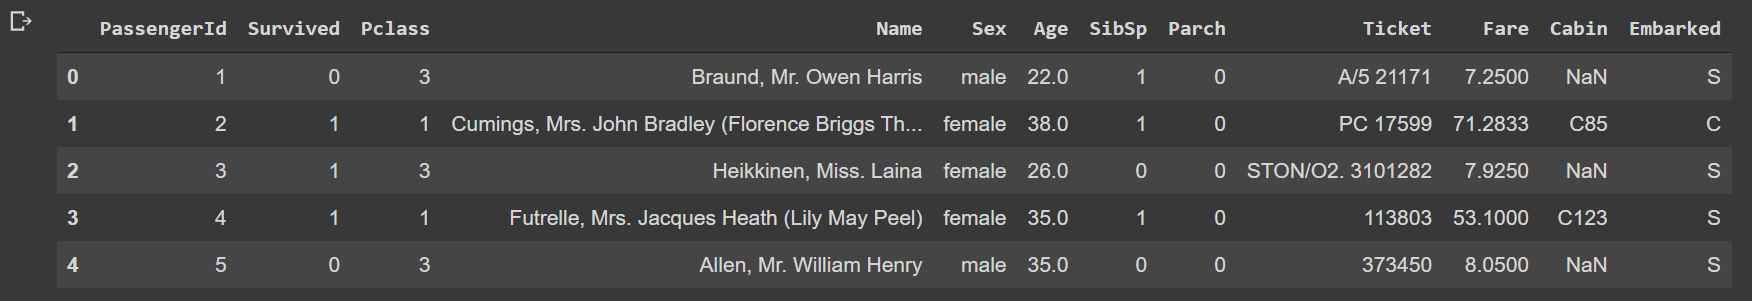 PassengerId Survived Pclass Name Sex Age SibSp Parch Ticket Fare Cabin Embarked
0 1 0 3 Braund, Mr. Owen Harris male 22.0 1 0 A/5 21171 7.2500 NaN S
1 2 1 1 Cumings, Mrs. John Bradley (Florence Briggs Th... female 38.0 1 0 PC 17599 71.2833 C85 C
2 3 1 3 Heikkinen, Miss. Laina female 26.0 0 0 STON/O2. 3101282 7.9250 NaN S
3 4 1 1 Futrelle, Mrs. Jacques Heath (Lily May Peel) female 35.0 1 0 113803 53.1000 C123 S
4 5 0 3 Allen, Mr. William Henry male 35.0 0 0 373450 8.0500 NaN S